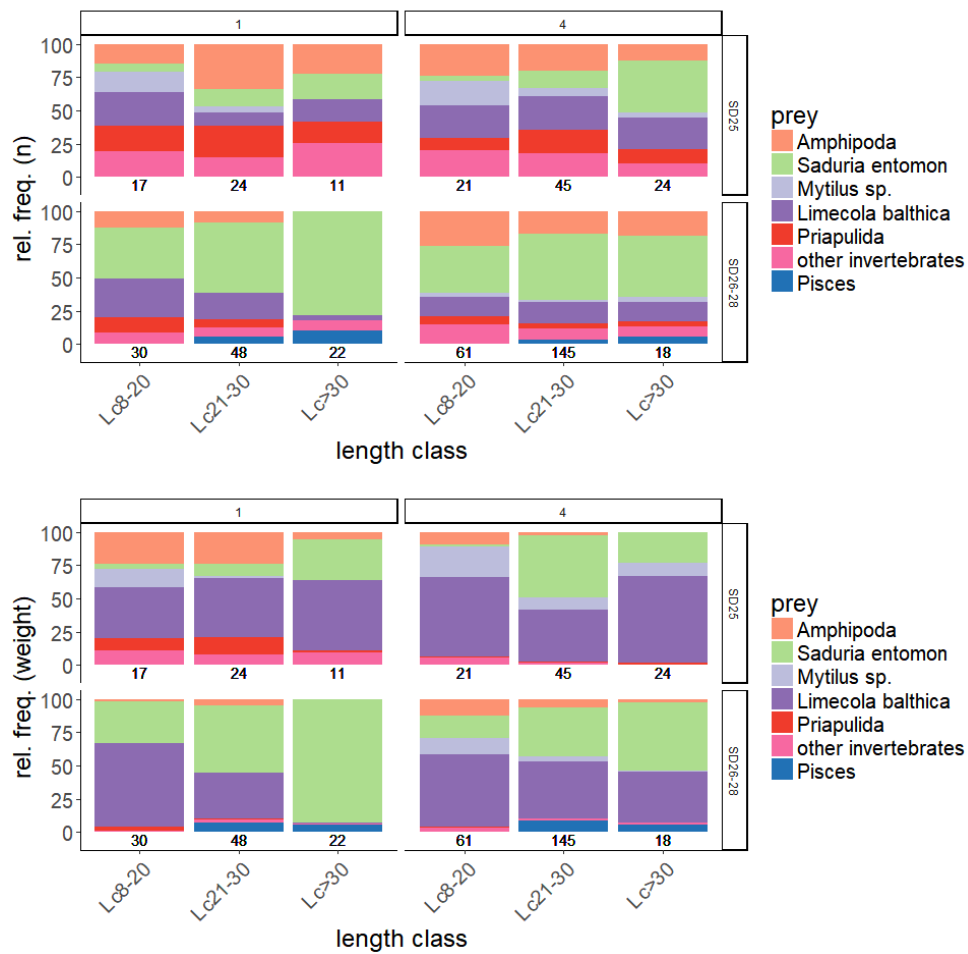 1 4
100
75
50
25
0
17 24 11 21 45 24
SD25
100
75
50
25
0
30 48 22 61 145 18
SD26-28
rel. freq. (n)
Lc8-20 Lc21-30 Lc>30 Lc8-20 Lc21-30 Lc>30
length class
prey
Amphipoda
Saduria entomon
Mytilus sp.
Limecola balthica
Priapulida
other invertebrates
Pisces
1 4
100
75
50
25
0
17 24 11 21 45 24
SD25
100
75
50
25
0
30 48 22 61 145 18
SD26-28
rel. freq. (weight)
Lc8-20 Lc21-30 Lc>30 Lc8-20 Lc21-30 Lc>30
length class
prey
Amphipoda
Saduria entomon
Mytilus sp.
Limecola balthica
Priapulida
other invertebrates
Pisces